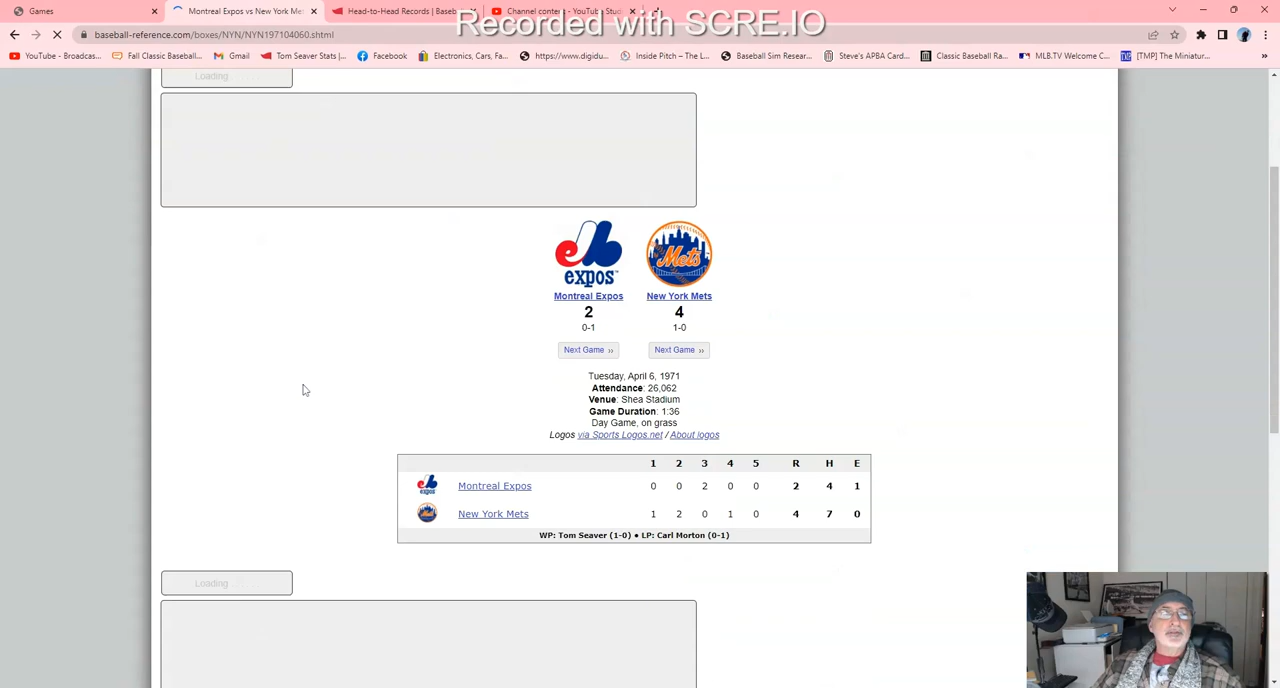 Games
Montreal Expos vs New York Me
Head-to-Head Records | Baseb
Channel content - YouTube Stud
Recorded with SCRE.IO
baseball-reference.com/boxes/NYN/NYN197104060.shtml
YouTube - Broadcas...
Fall Classic Baseball...
Gmail
Tom Seaver Stats |...
Facebook
Electronics, Cars, Fa...
https://www.digidu...
Inside Pitch – The L...
Baseball Sim Resear...
Steve's APBA Card...
Classic Baseball Ra...
MLB.TV Welcome C...
[TMP] The Miniatur...
Loading
expos
Mets
Montreal Expos New York Mets
2 4
0-1 1-0
Next Game ›› Next Game ››
Tuesday, April 6, 1971
Attendance: 26,062
Venue: Shea Stadium
Game Duration: 1:36
Day Game, on grass
Logos via Sports Logos.net / About logos
1 2 3 4 5 R H E
expos Montreal Expos 0 0 2 0 0 2 4 1
New York Mets 1 2 0 1 0 4 7 0
WP: Tom Seaver (1-0) • LP: Carl Morton (0-1)
Loading